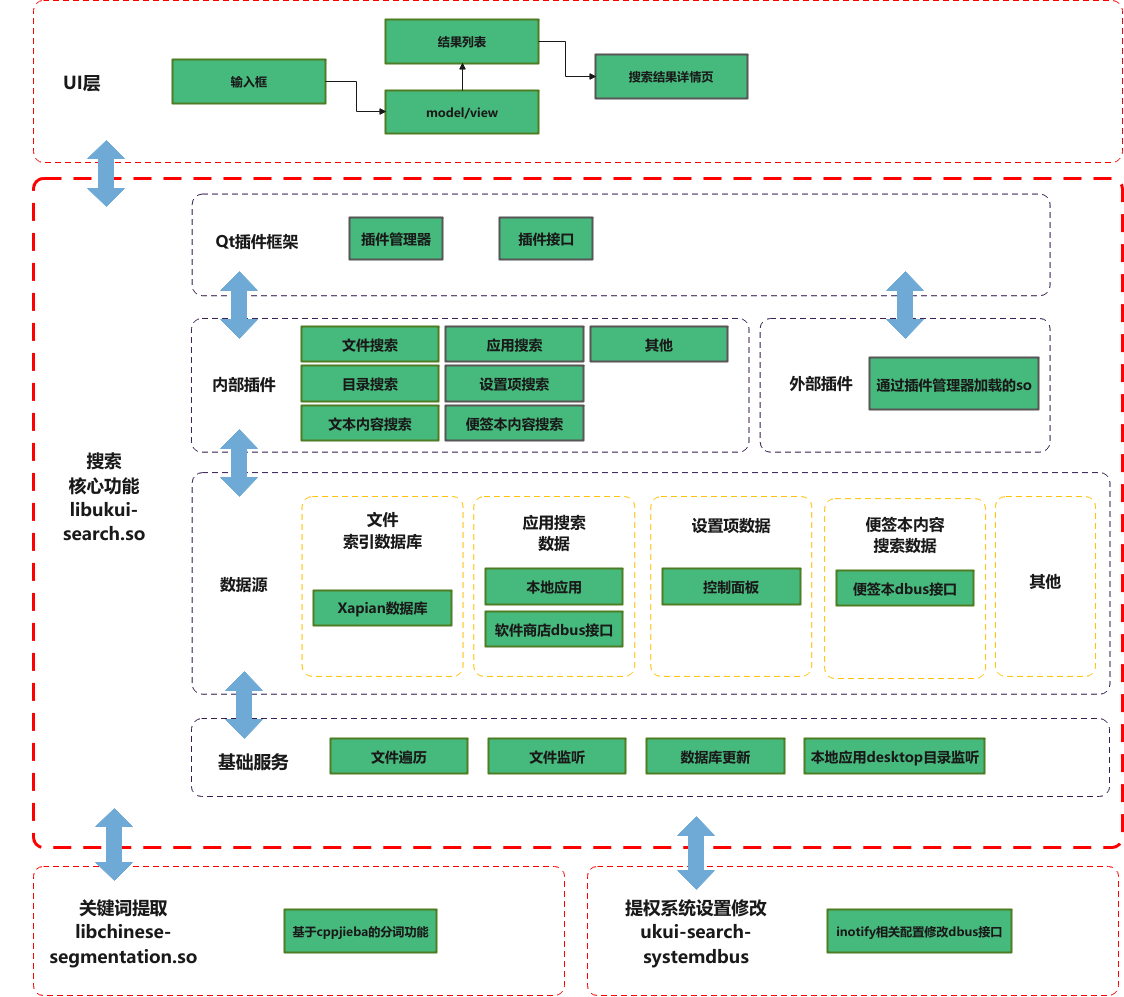 UI层
输入框
结果列表
model/view
搜索结果详情页
搜索
核心功能
libukui-
search.so
Qt插件框架
插件管理器
插件接口
内部插件
文件搜索
应用搜索
其他
目录搜索
设置项搜索
文本内容搜索
便签本内容搜索
外部插件
通过插件管理器加载的so
数据源
文件
索引数据库
Xapian数据库
应用搜索
数据
本地应用
软件商店dbus接口
设置项数据
控制面板
便签本内容
搜索数据
便签本dbus接口
其他
基础服务
文件遍历
文件监听
数据库更新
本地应用desktop目录监听
关键词提取
libchinese-
segmentation.so
基于cppjieba的分词功能
提权系统设置修改
ukui-search-
systemdbus
inotify相关配置修改dbus接口